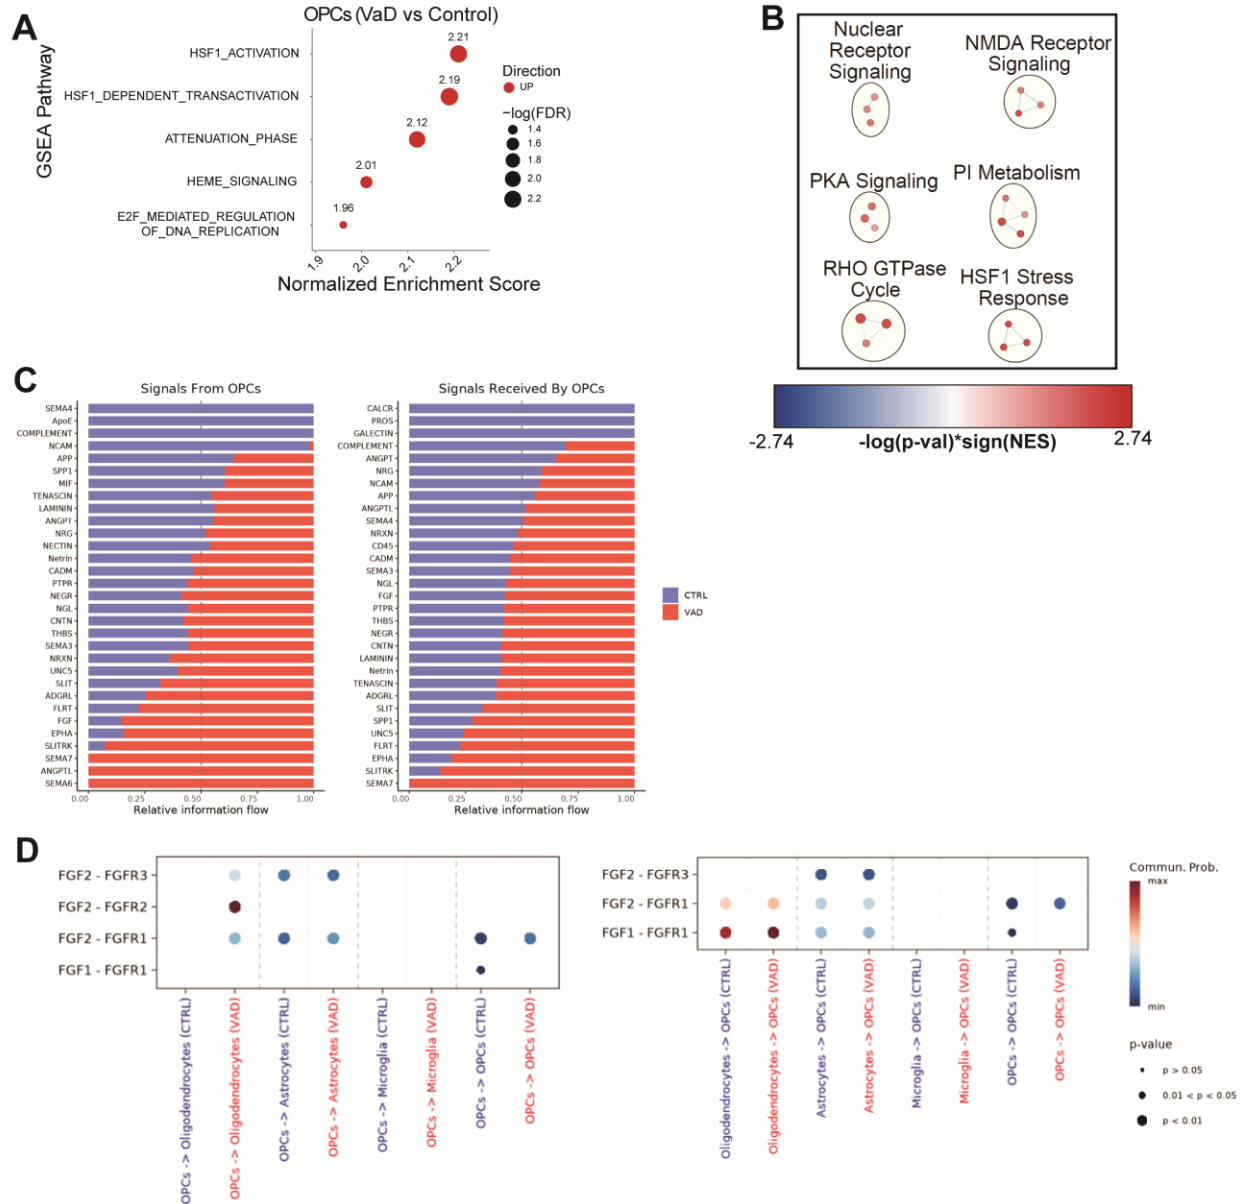 A
OPCs (VaD vs Control)
GSEA Pathway
HSF1_ACTIVATION
HSF1_DEPENDENT_TRANSACTIVATION
ATTENUATION_PHASE
HEME_SIGNALING
E2F_MEDIATED_REGULATION
OF_DNA_REPLICATION
2.21
2.19
2.12
2.01
1.96
1.9
2.0
2.1
2.2
Normalized Enrichment Score
Direction
UP
−log(FDR)
1.4
1.6
1.8
2.0
2.2
B
Nuclear
Receptor
Signaling
NMDA Receptor
Signaling
PKA Signaling
PI Metabolism
RHO GTPase
Cycle
HSF1 Stress
Response
-2.74
-log(p-val)*sign(NES)
2.74
C
Signals From OPCs
SEMA4
ApoE
COMPLEMENT
NCAM
APP
SPP1
MIF
TENASCIN
LAMININ
ANGPT
NRG
NECTIN
Netrin
CADM
PTPR
NEGR
NGL
CNTN
THBS
SEMA3
NRXN
UNC5
SLIT
ADGRL
FLRT
FGF
EPHA
SLITRK
SEMA7
ANGPTL
SEMA6
0.00
0.25
0.50
0.75
1.00
Relative information flow
Signals Received By OPCs
CALCR
PROS
GALECTIN
COMPLEMENT
ANGPT
NRG
NCAM
APP
ANGPTL
SEMA4
NRXN
CD45
CADM
SEMA3
NGL
FGF
PTPR
THBS
NEGR
CNTN
LAMININ
Netrin
TENASCIN
ADGRL
SLIT
SPP1
UNC5
FLRT
EPHA
SLITRK
SEMA7
0.00
0.25
0.50
0.75
1.00
Relative information flow
CTRL
VAD
D
FGF2 - FGFR3
FGF2 - FGFR2
FGF2 - FGFR1
FGF1 - FGFR1
OPCs -> Oligodendrocytes (CTRL)
OPCs -> Oligodendrocytes (VAD)
OPCs -> Astrocytes (CTRL)
OPCs -> Astrocytes (VAD)
OPCs -> Microglia (CTRL)
OPCs -> Microglia (VAD)
OPCs -> OPCs (CTRL)
OPCs -> OPCs (VAD)
FGF2 - FGFR3
FGF2 - FGFR1
FGF1 - FGFR1
Oligodendrocytes -> OPCs (CTRL)
Oligodendrocytes -> OPCs (VAD)
Astrocytes -> OPCs (CTRL)
Astrocytes -> OPCs (VAD)
Microglia -> OPCs (CTRL)
Microglia -> OPCs (VAD)
OPCs -> OPCs (CTRL)
OPCs -> OPCs (VAD)
Commun. Prob.
max
min
p-value
p > 0.05
0.01 < p < 0.05
p < 0.01